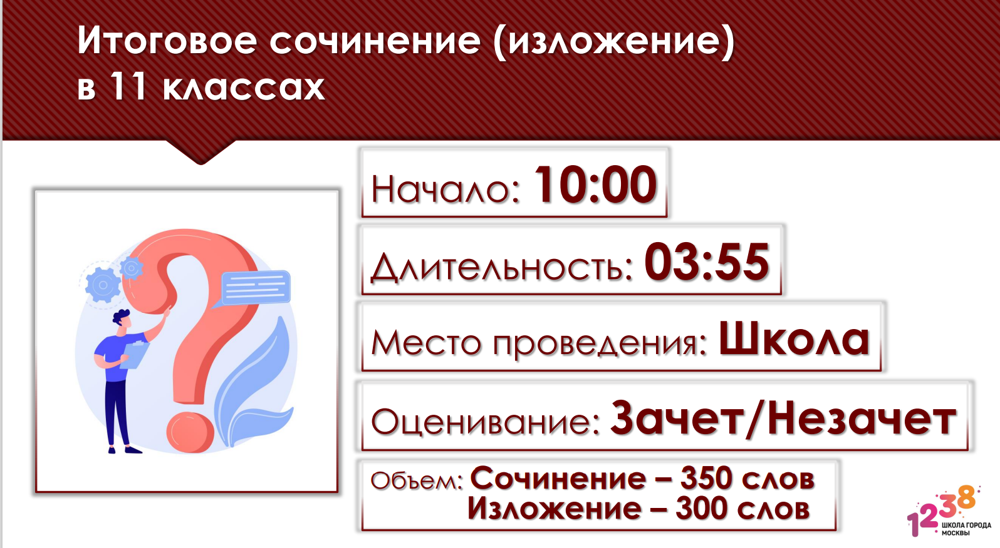 Итоговое сочинение (изложение)
в 11 классах
Начало: 10:00
Длительность: 03:55
Место проведения: Школа
Оценивание: Зачет/Незачет
Объем: Сочинение – 350 слов
Изложение – 300 слов
1238
ШКОЛА ГОРОДА
МОСКВЫ